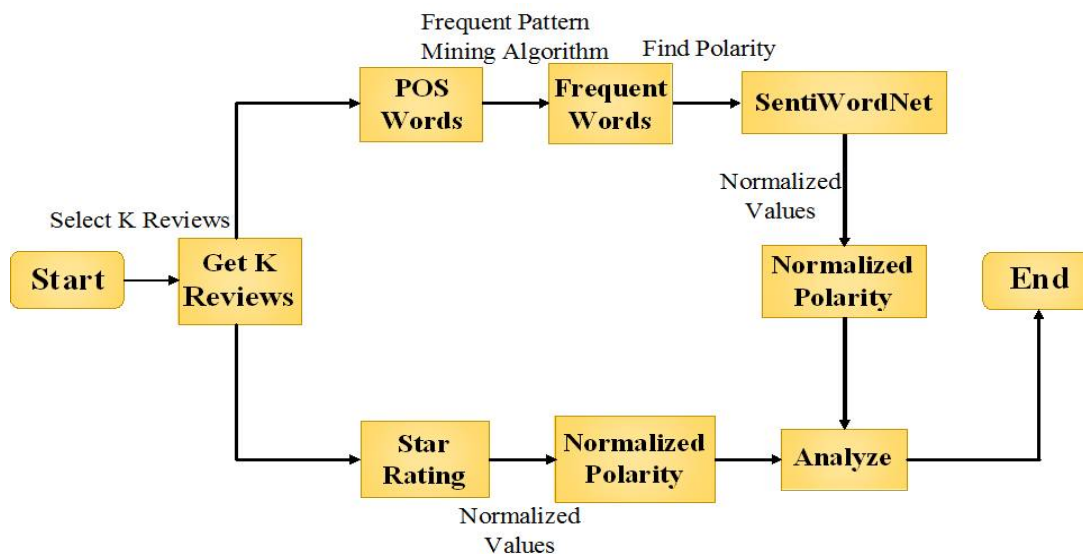 Frequent Pattern
Mining Algorithm
Find Polarity
POS
Words
Frequent
Words
SentiWordNet
Normalized
Values
Select K Reviews
Start
Get K
Reviews
Normalized
Polarity
End
Star
Rating
Normalized
Polarity
Analyze
Normalized
Values